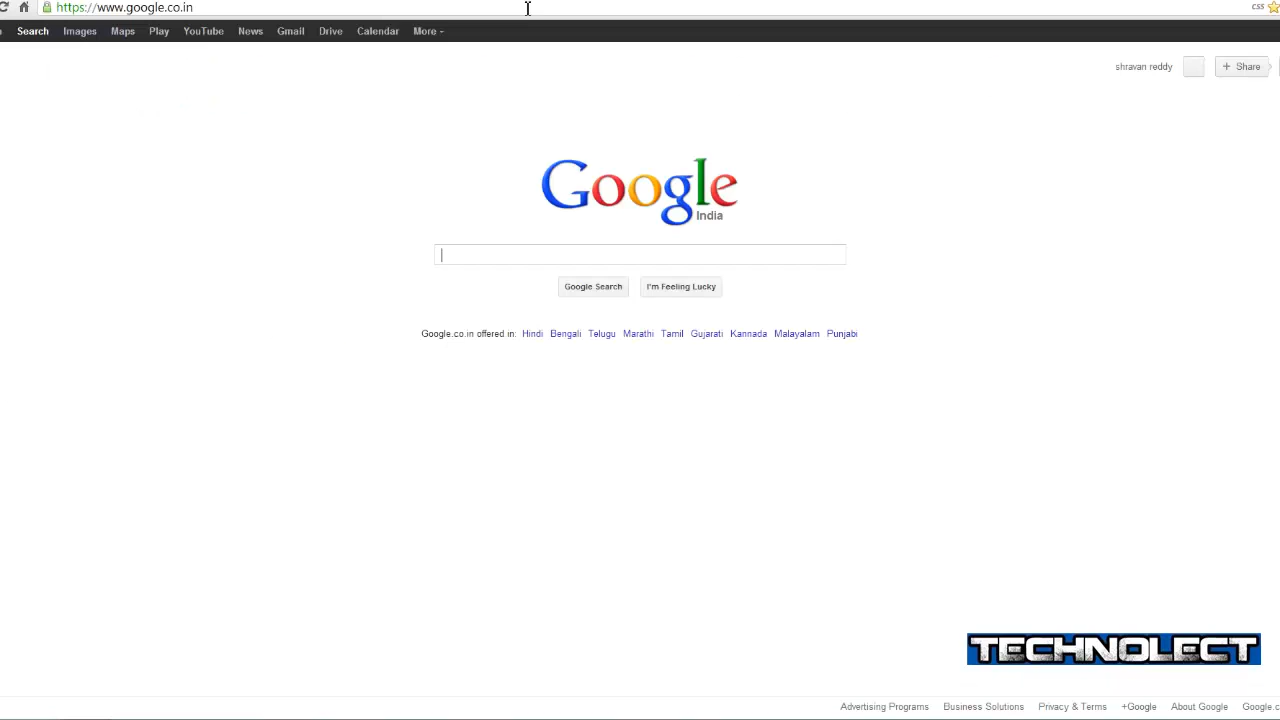 https://www.google.co.in
css
Search Images Maps Play YouTube News Gmail Drive Calendar More
shravan reddy + Share
Google
India
Google Search I'm Feeling Lucky
Google.co.in offered in: Hindi Bengali Telugu Marathi Tamil Gujarati Kannada Malayalam Punjabi
TECHNOLECT
Advertising Programs Business Solutions Privacy & Terms +Google About Google Google.c